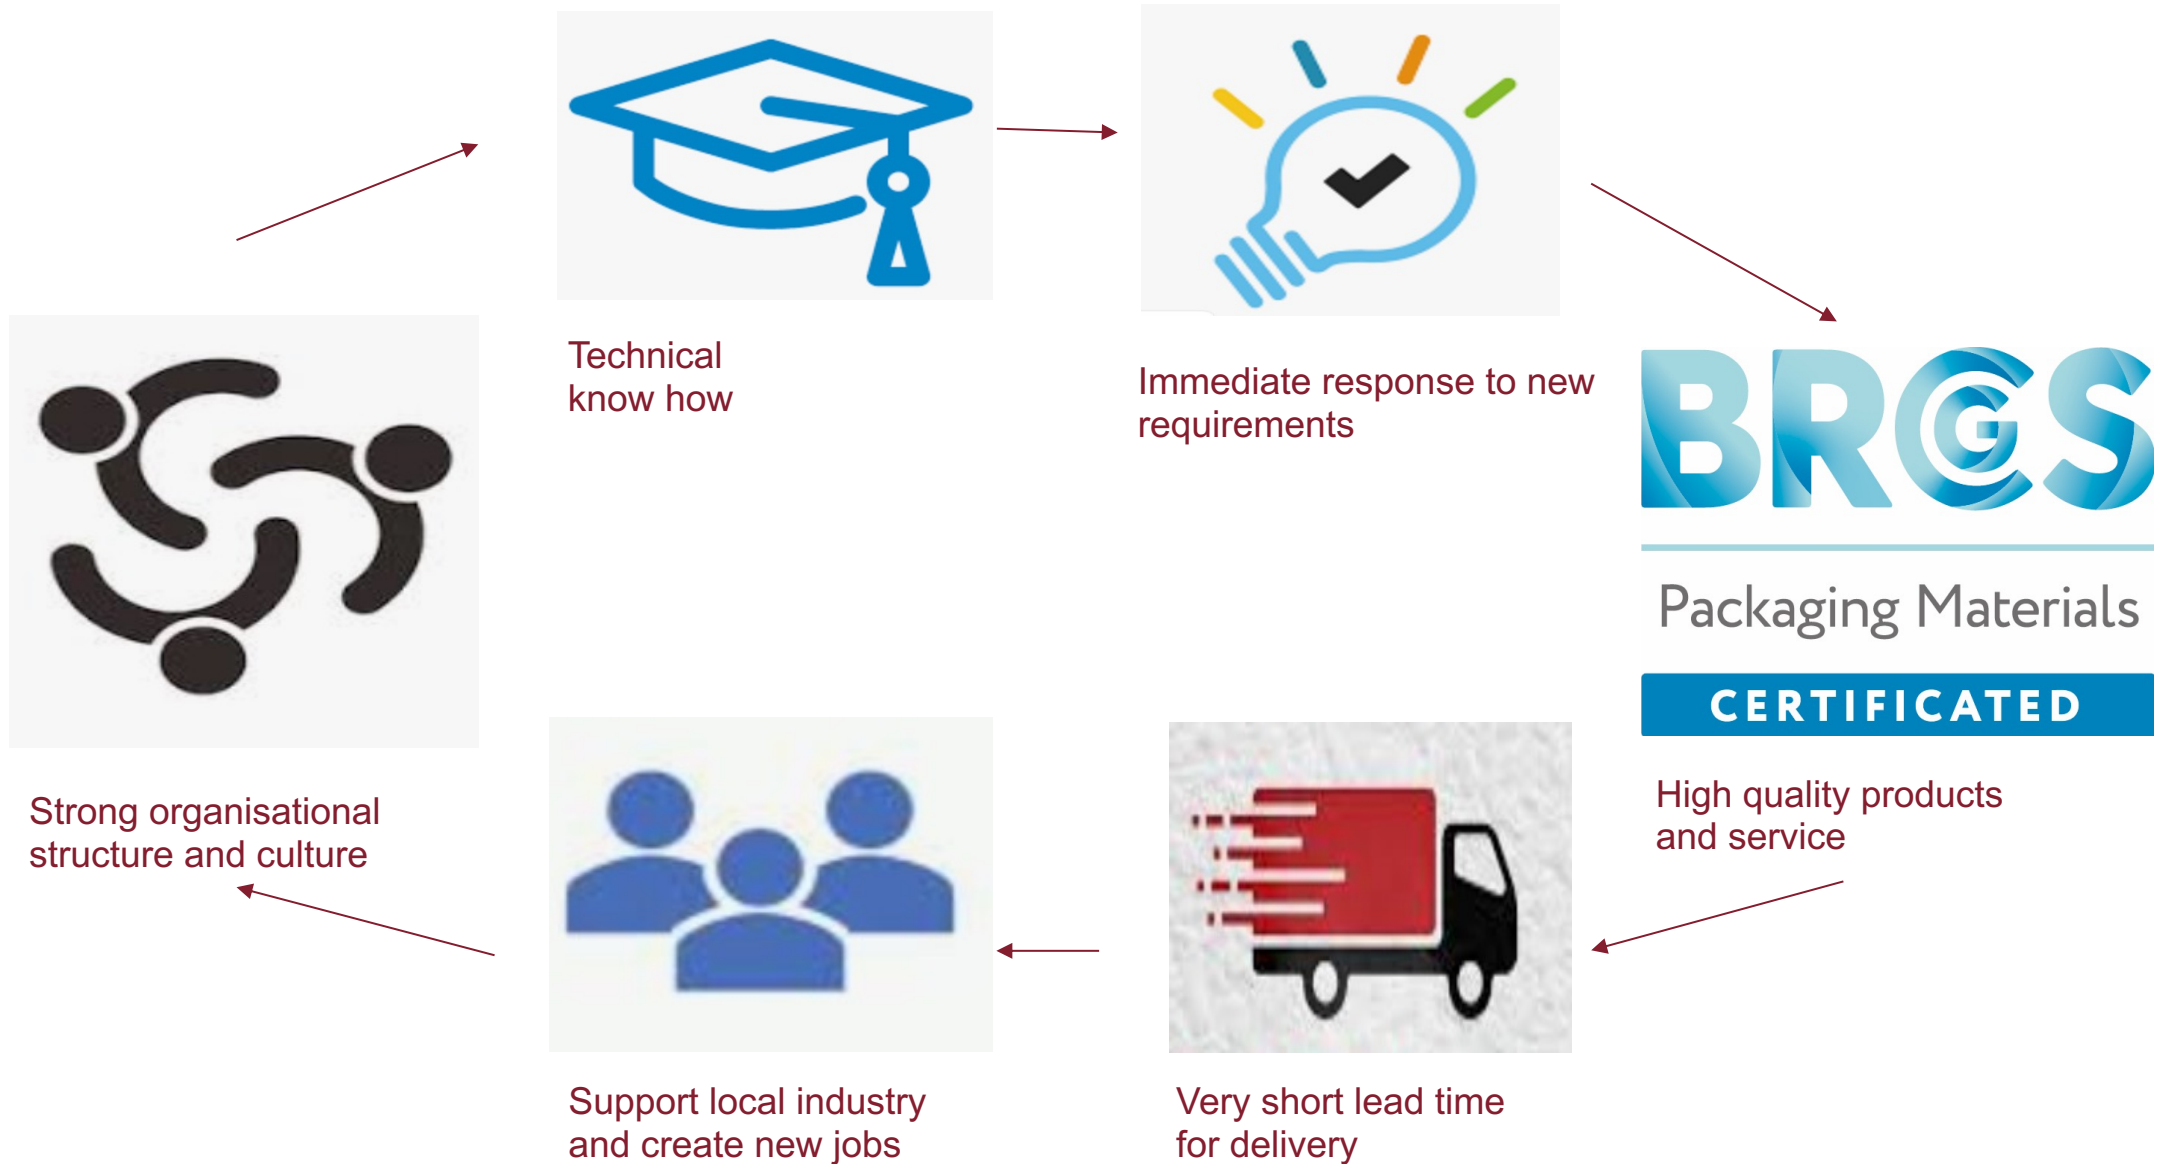 Technical
know how
Immediate response to new
requirements
BRCGS
Packaging Materials
CERTIFICATED
High quality products
and service
Strong organisational
structure and culture
Support local industry
and create new jobs
Very short lead time
for delivery